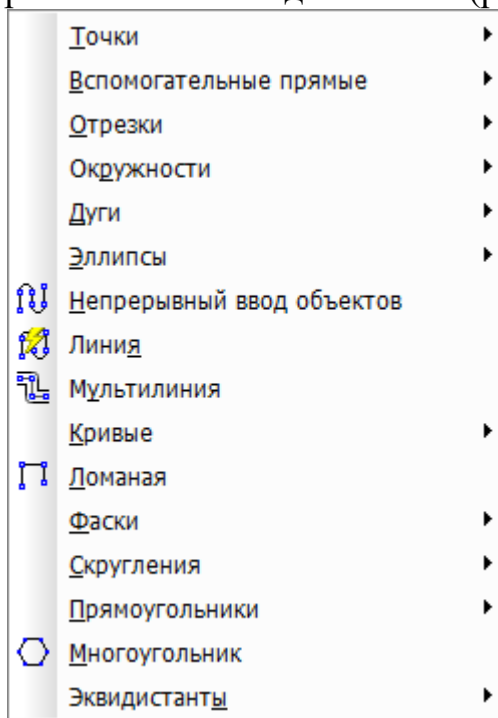 Точки
Вспомогательные прямые
Отрезки
Окружности
Дуги
Эллипсы
Непрерывный ввод объектов
Линия
Мультилиния
Кривые
Ломаная
Фаски
Скругления
Прямоугольники
Многоугольник
Эквидистанты